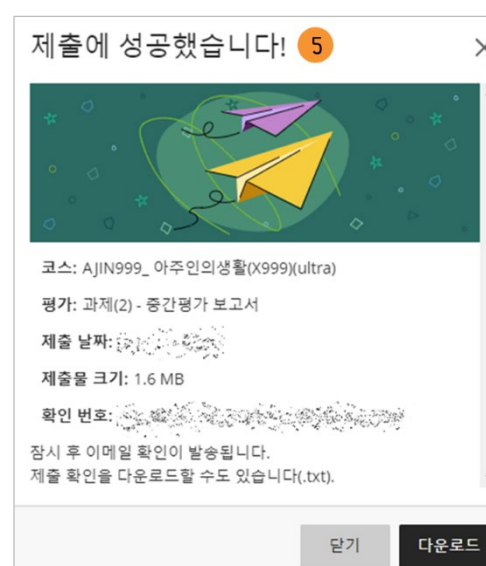 제출에 성공했습니다! 5
코스: AJIN999_ 아주인의생활(X999)(ultra)
평가: 과제(2) - 중간평가 보고서
제출 날짜:
제출물 크기: 1.6 MB
확인 번호:
잠시 후 이메일 확인이 발송됩니다.
제출 확인을 다운로드할 수도 있습니다(.txt).
닫기 다운로드